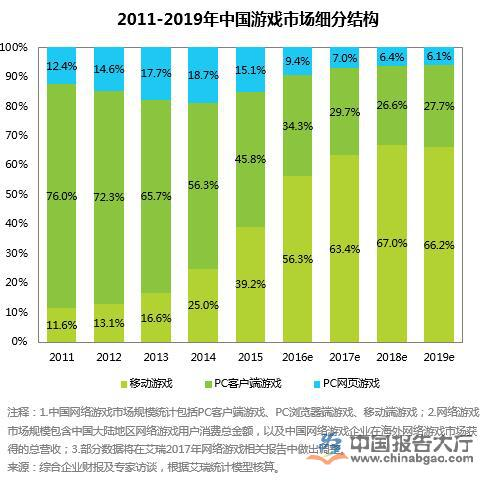 2011-2019年中国游戏市场细分结构
100%
90%
80%
70%
60%
50%
40%
30%
20%
10%
0%
12.4% 14.6% 17.7% 18.7% 15.1% 9.4% 7.0% 6.4% 6.1%
76.0% 72.3% 65.7% 56.3% 45.8% 34.3% 29.7% 26.6% 27.7%
11.6% 13.1% 16.6% 25.0% 39.2% 56.3% 63.4% 67.0% 66.2%
2011 2012 2013 2014 2015 2016e 2017e 2018e 2019e
移动游戏 PC客户端游戏 PC网页游戏
注释：1.中国网络游戏市场规模统计包括PC客户端游戏、PC浏览器端游戏、移动端游戏；2.网络游戏
市场规模包含中国大陆地区网络游戏用户消费总金额，以及中国网络游戏企业在海外网络游戏市场获
得的总营收；3.部分数据将在艾瑞2017年网络游戏相关报告中做出调整。
来源：综合企业财报及专家访谈，根据艾瑞统计模型核算。
中国报告大厅
www.chinabgao.com